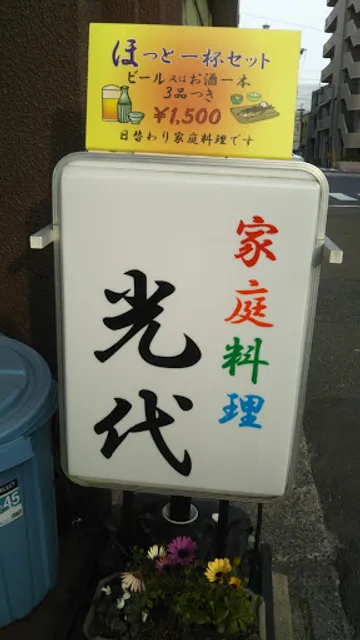 ほっと一杯セット
ビール又はお酒一本
3品つき
¥1,500
日替わり家庭料理です
家庭料理
光代
45